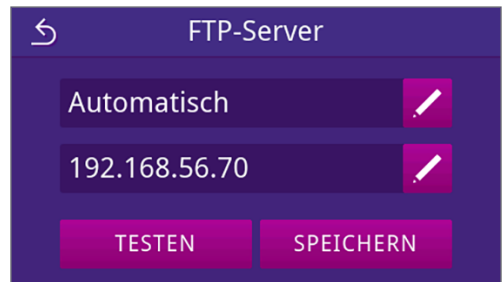 FTP-Server
Automatisch
192.168.56.70
TESTEN SPEICHERN